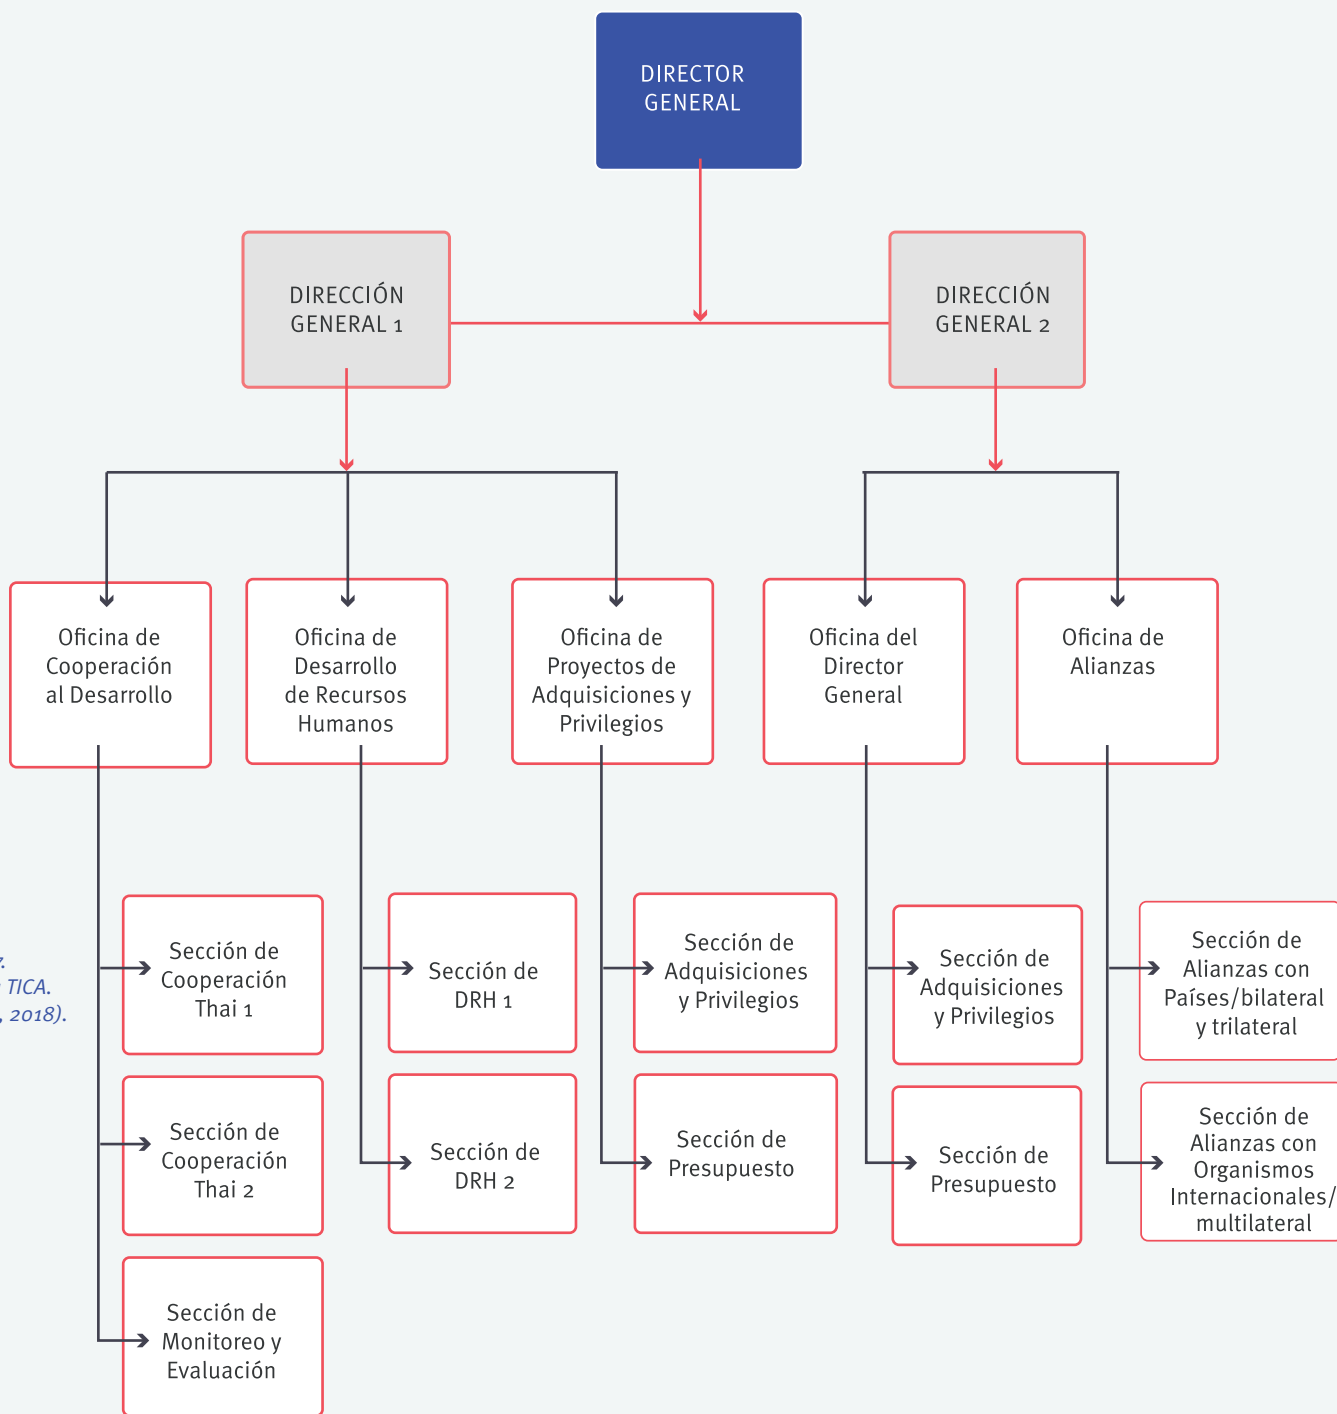 DIRECTOR
GENERAL
DIRECCIÓN
GENERAL 1
DIRECCIÓN
GENERAL 2
Oficina de
Cooperación
al Desarrollo
Oficina de
Desarrollo
de Recursos
Humanos
Oficina de
Proyectos de
Adquisiciones y
Privilegios
Oficina del
Director
General
Oficina de
Alianzas
TICA.
, 2018).
Sección de
Cooperación
Thai 1
Sección de
DRH 1
Sección de
Adquisiciones
y Privilegios
Sección de
Adquisiciones
y Privilegios
Sección de
Alianzas con
Países/bilateral
y trilateral
Sección de
Cooperación
Thai 2
Sección de
DRH 2
Sección de
Presupuesto
Sección de
Presupuesto
Sección de
Alianzas con
Organismos
Internacionales/
multilateral
Sección de
Monitoreo y
Evaluación